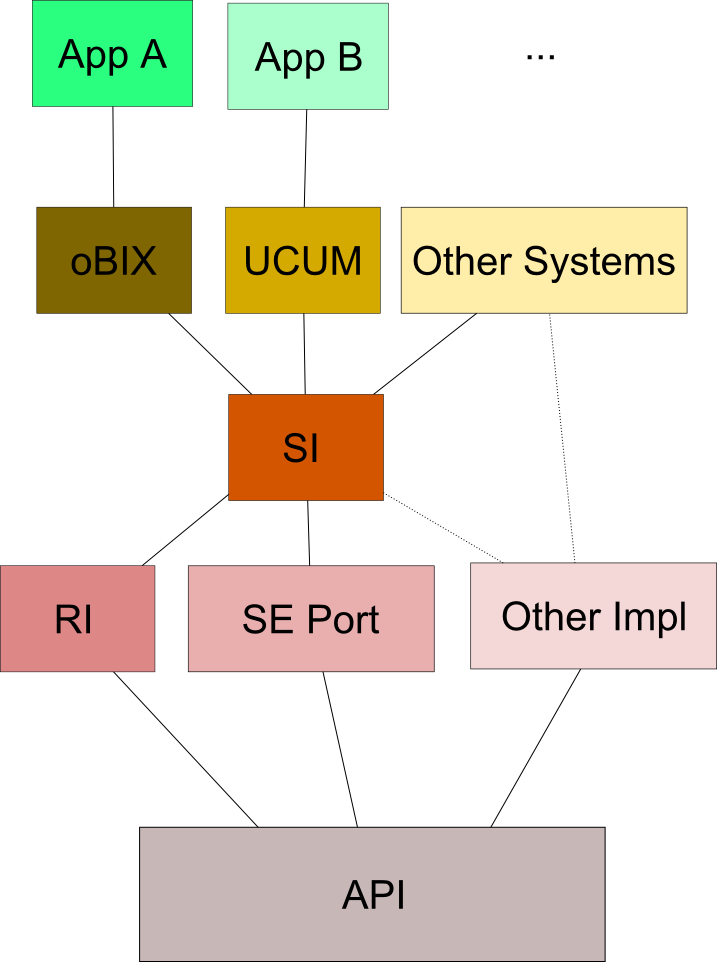 App A
App B
...
oBIX
UCUM
Other Systems
SI
RI
SE Port
Other Impl
API